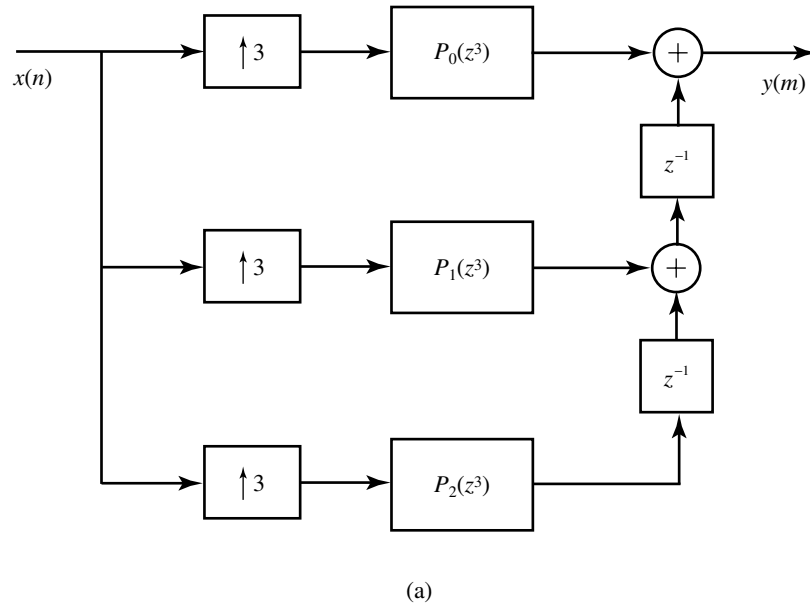 ↑3
P₀(z³)
+
x(n)
y(m)
z⁻¹
↑3
P₁(z³)
+
z⁻¹
↑3
P₂(z³)
(a)